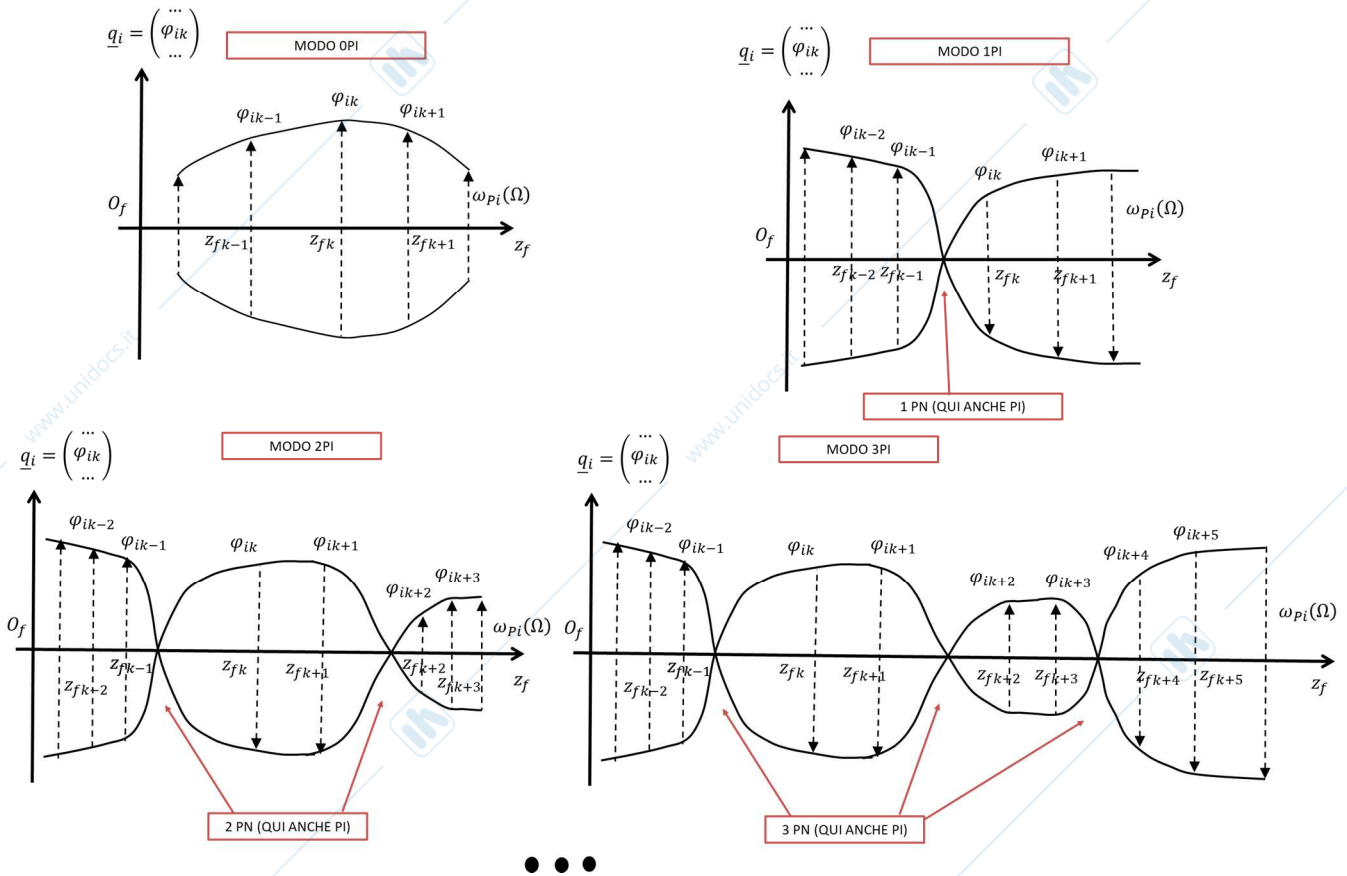 q_i = (... φ_ik ...)
MODO 0PI
φ_ik−1
φ_ik
φ_ik+1
O_f
ω_Pi(Ω)
z_fk−1
z_fk
z_fk+1
z_f
q_i = (... φ_ik ...)
MODO 1PI
φ_ik−2
φ_ik−1
φ_ik
φ_ik+1
ω_Pi(Ω)
O_f
z_fk−2
z_fk−1
z_fk
z_fk+1
z_f
1 PN (QUI ANCHE PI)
www.unidocs.it
q_i = (... φ_ik ...)
MODO 2PI
φ_ik−2
φ_ik−1
φ_ik
φ_ik+1
φ_ik+2
φ_ik+3
O_f
ω_Pi(Ω)
z_fk+2
z_fk−1
z_fk
z_fk+1
z_fk+2
z_fk+3
z_f
2 PN (QUI ANCHE PI)
www.unidocs.it
q_i = (... φ_ik ...)
MODO 3PI
φ_ik−2
φ_ik−1
φ_ik
φ_ik+1
φ_ik+2
φ_ik+3
φ_ik+4
φ_ik+5
O_f
ω_Pi(Ω)
z_fk−2
z_fk−1
z_fk
z_fk+1
z_fk+2
z_fk+3
z_fk+4
z_fk+5
z_f
3 PN (QUI ANCHE PI)
● ● ●